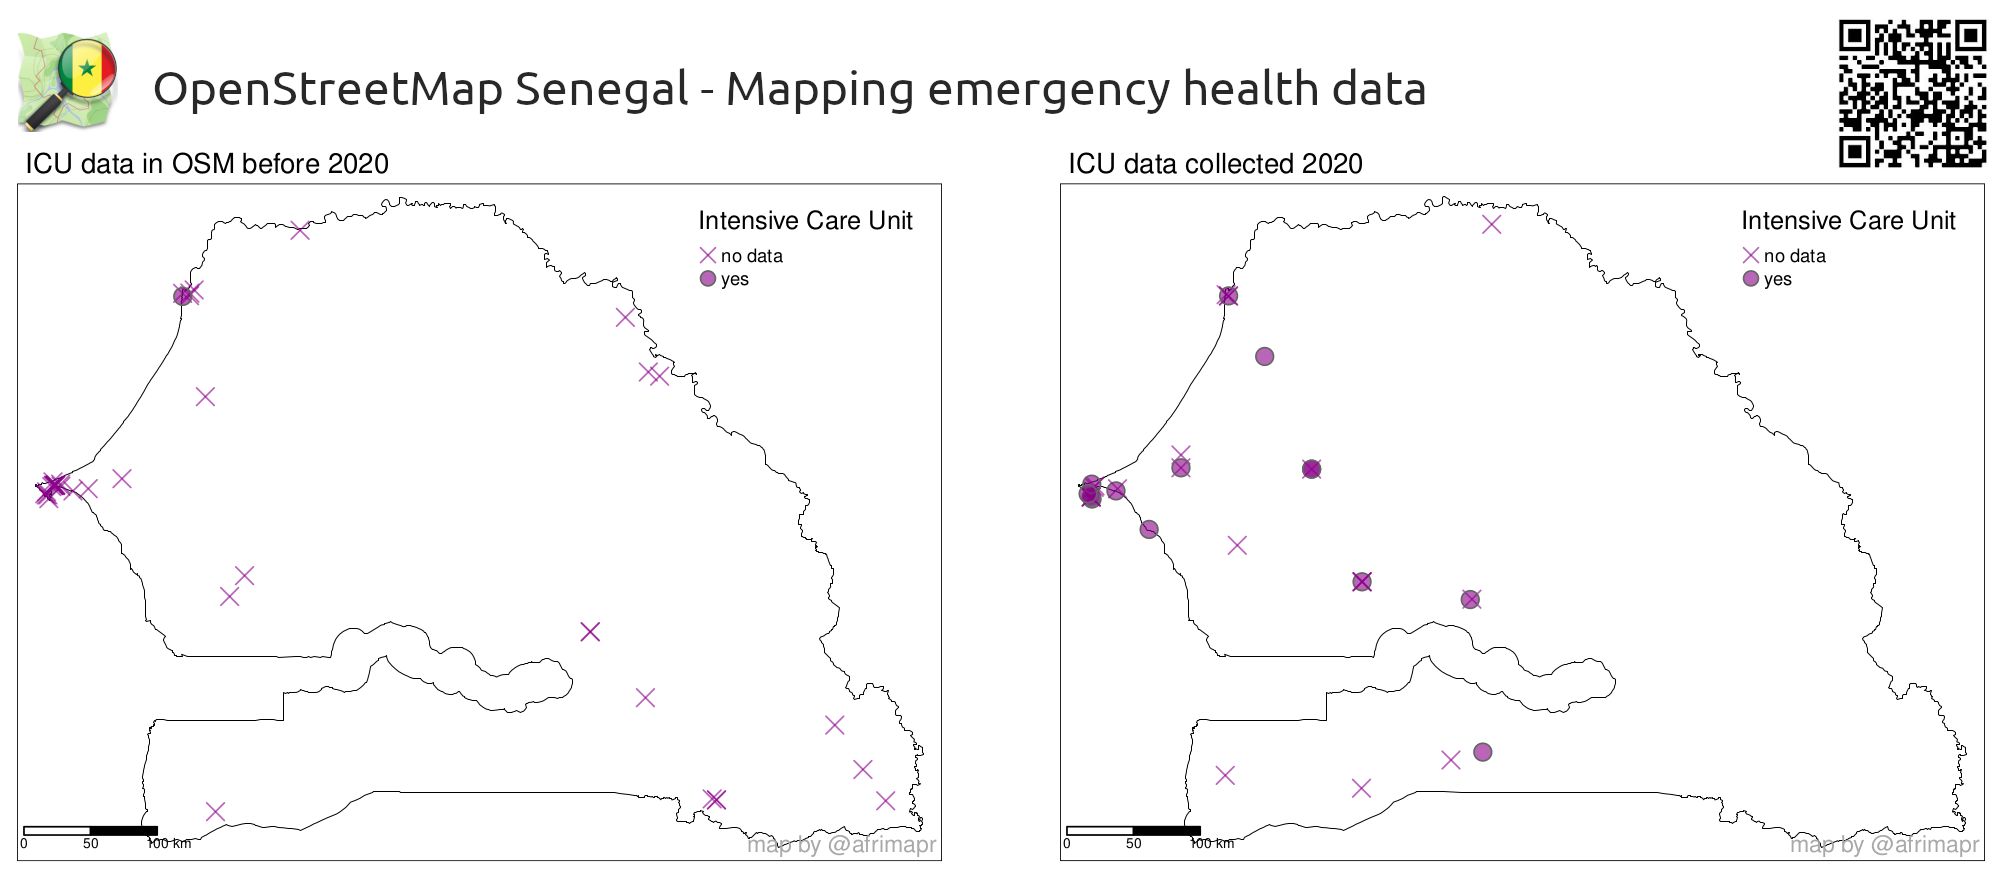 OpenStreetMap Senegal - Mapping emergency health data
ICU data in OSM before 2020
Intensive Care Unit
no data
yes
0 50 100 km
map by @afrimapr
ICU data collected 2020
Intensive Care Unit
no data
yes
0 50 100 km
map by @afrimapr